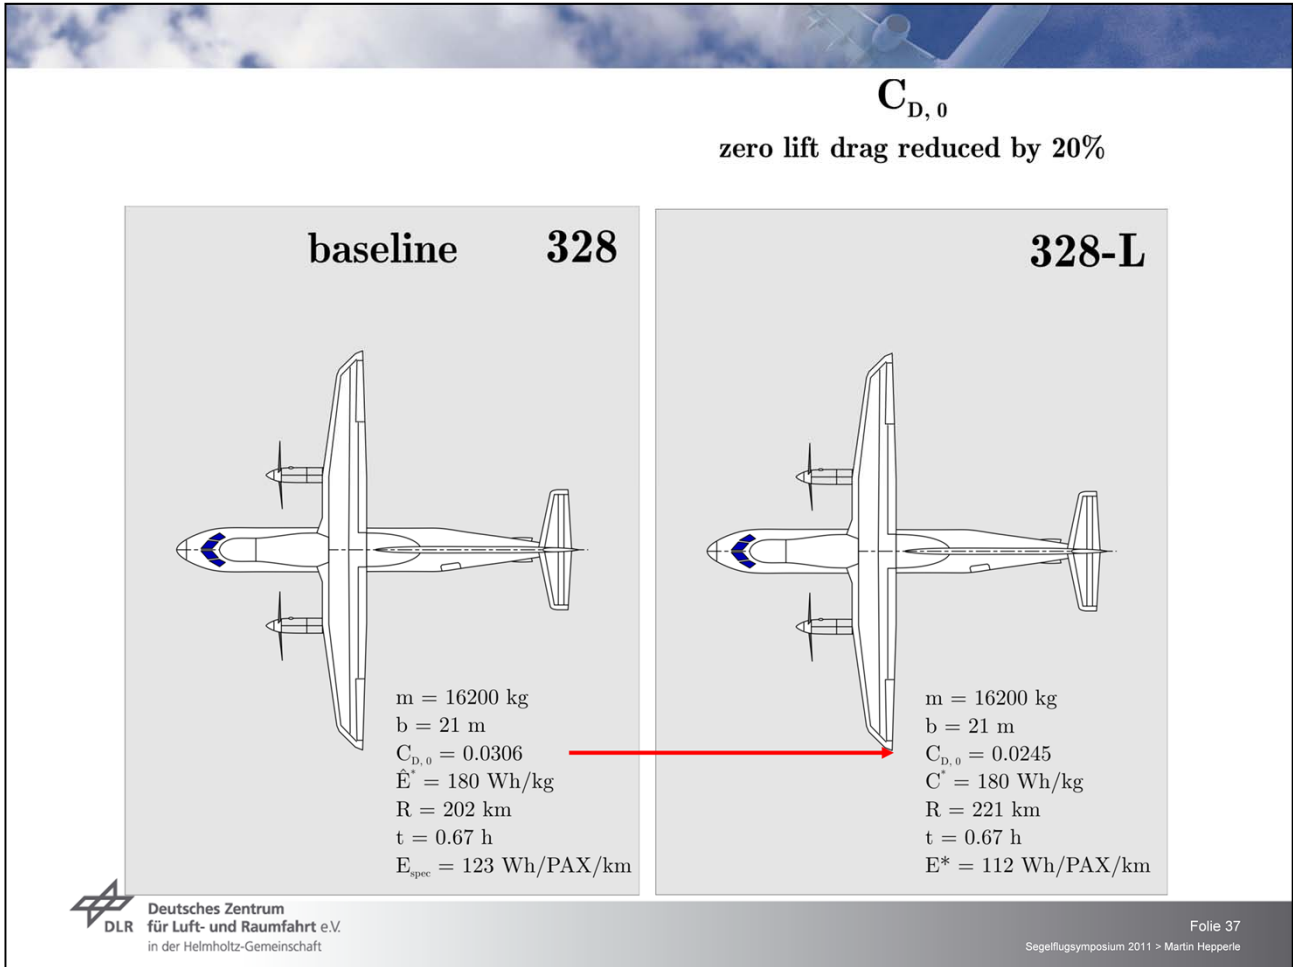 C_D, 0
zero lift drag reduced by 20%
baseline 328
m = 16200 kg
b = 21 m
C_D, 0 = 0.0306
Ê* = 180 Wh/kg
R = 202 km
t = 0.67 h
E_spec = 123 Wh/PAX/km
328-L
m = 16200 kg
b = 21 m
C_D, 0 = 0.0245
C* = 180 Wh/kg
R = 221 km
t = 0.67 h
E* = 112 Wh/PAX/km
DLR
Deutsches Zentrum
für Luft- und Raumfahrt e.V.
in der Helmholtz-Gemeinschaft
Folie 37
Segelflugsymposium 2011 > Martin Hepperle